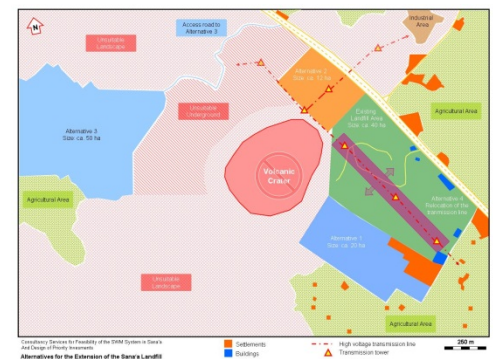 N
Access road to
Alternative 3
Industrial
Area
Unsuitable
Landscape
Alternative 2
Size: ca. 12 ha
Unsuitable
Underground
Existing
Landfill Area
Size: ca. 40 ha
Agricultural Area
Alternative 3
Size: ca. 50 ha
Volcanic
Crater
Agricultural Area
Alternative 4
Relocation of the
transmission line
Alternative 1
Size: ca. 25 ha
Unsuitable
Landscape
Agricultural Area
Consultancy Services for Feasibility of the SWM System in Sana'a
And Design of Priority Investments
Alternatives for the Extension of the Sana'a Landfill
Settlements
Buildings
High voltage transmission line
Transmission tower
250 m